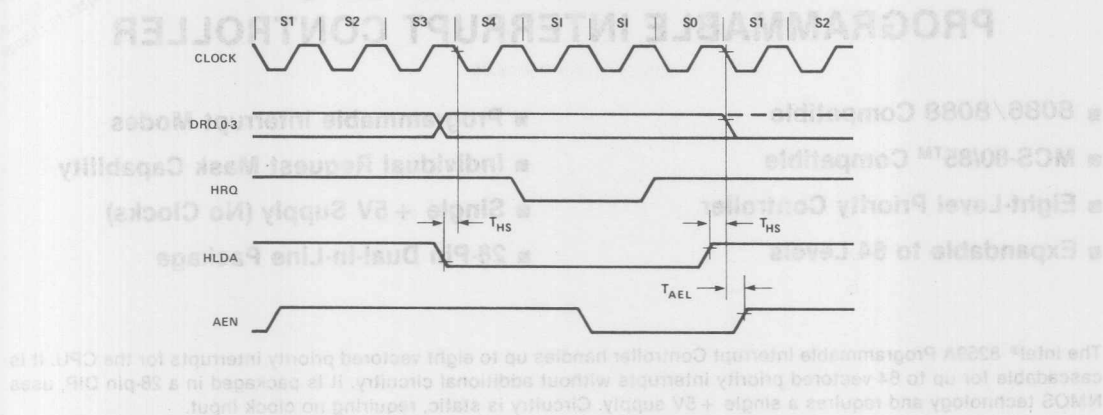 S1 S2 S3 S4 SI SI S0 S1 S2
CLOCK
DRQ 0-3
HRQ
THS THS
HLDA
TAEL
AEN
PROGRAMMABLE INTERRUPT CONTROLLER
■ 8086/8088 Compatible
■ MCS-80/85™ Compatible
■ Eight-Level Priority Controller
■ Expandable to 64 Levels
■ Programmable Interrupt Modes
■ Individual Request Mask Capability
■ Single +5V Supply (No Clocks)
■ 28-Pin Dual-In-Line Package
The Intel® 8259A Programmable Interrupt Controller handles up to eight vectored priority interrupts for the CPU. It is
cascadable for up to 64 vectored priority interrupts without additional circuitry. It is packaged in a 28-pin DIP, uses
NMOS technology and requires a single +5V supply. Circuitry is static, requiring no clock input.